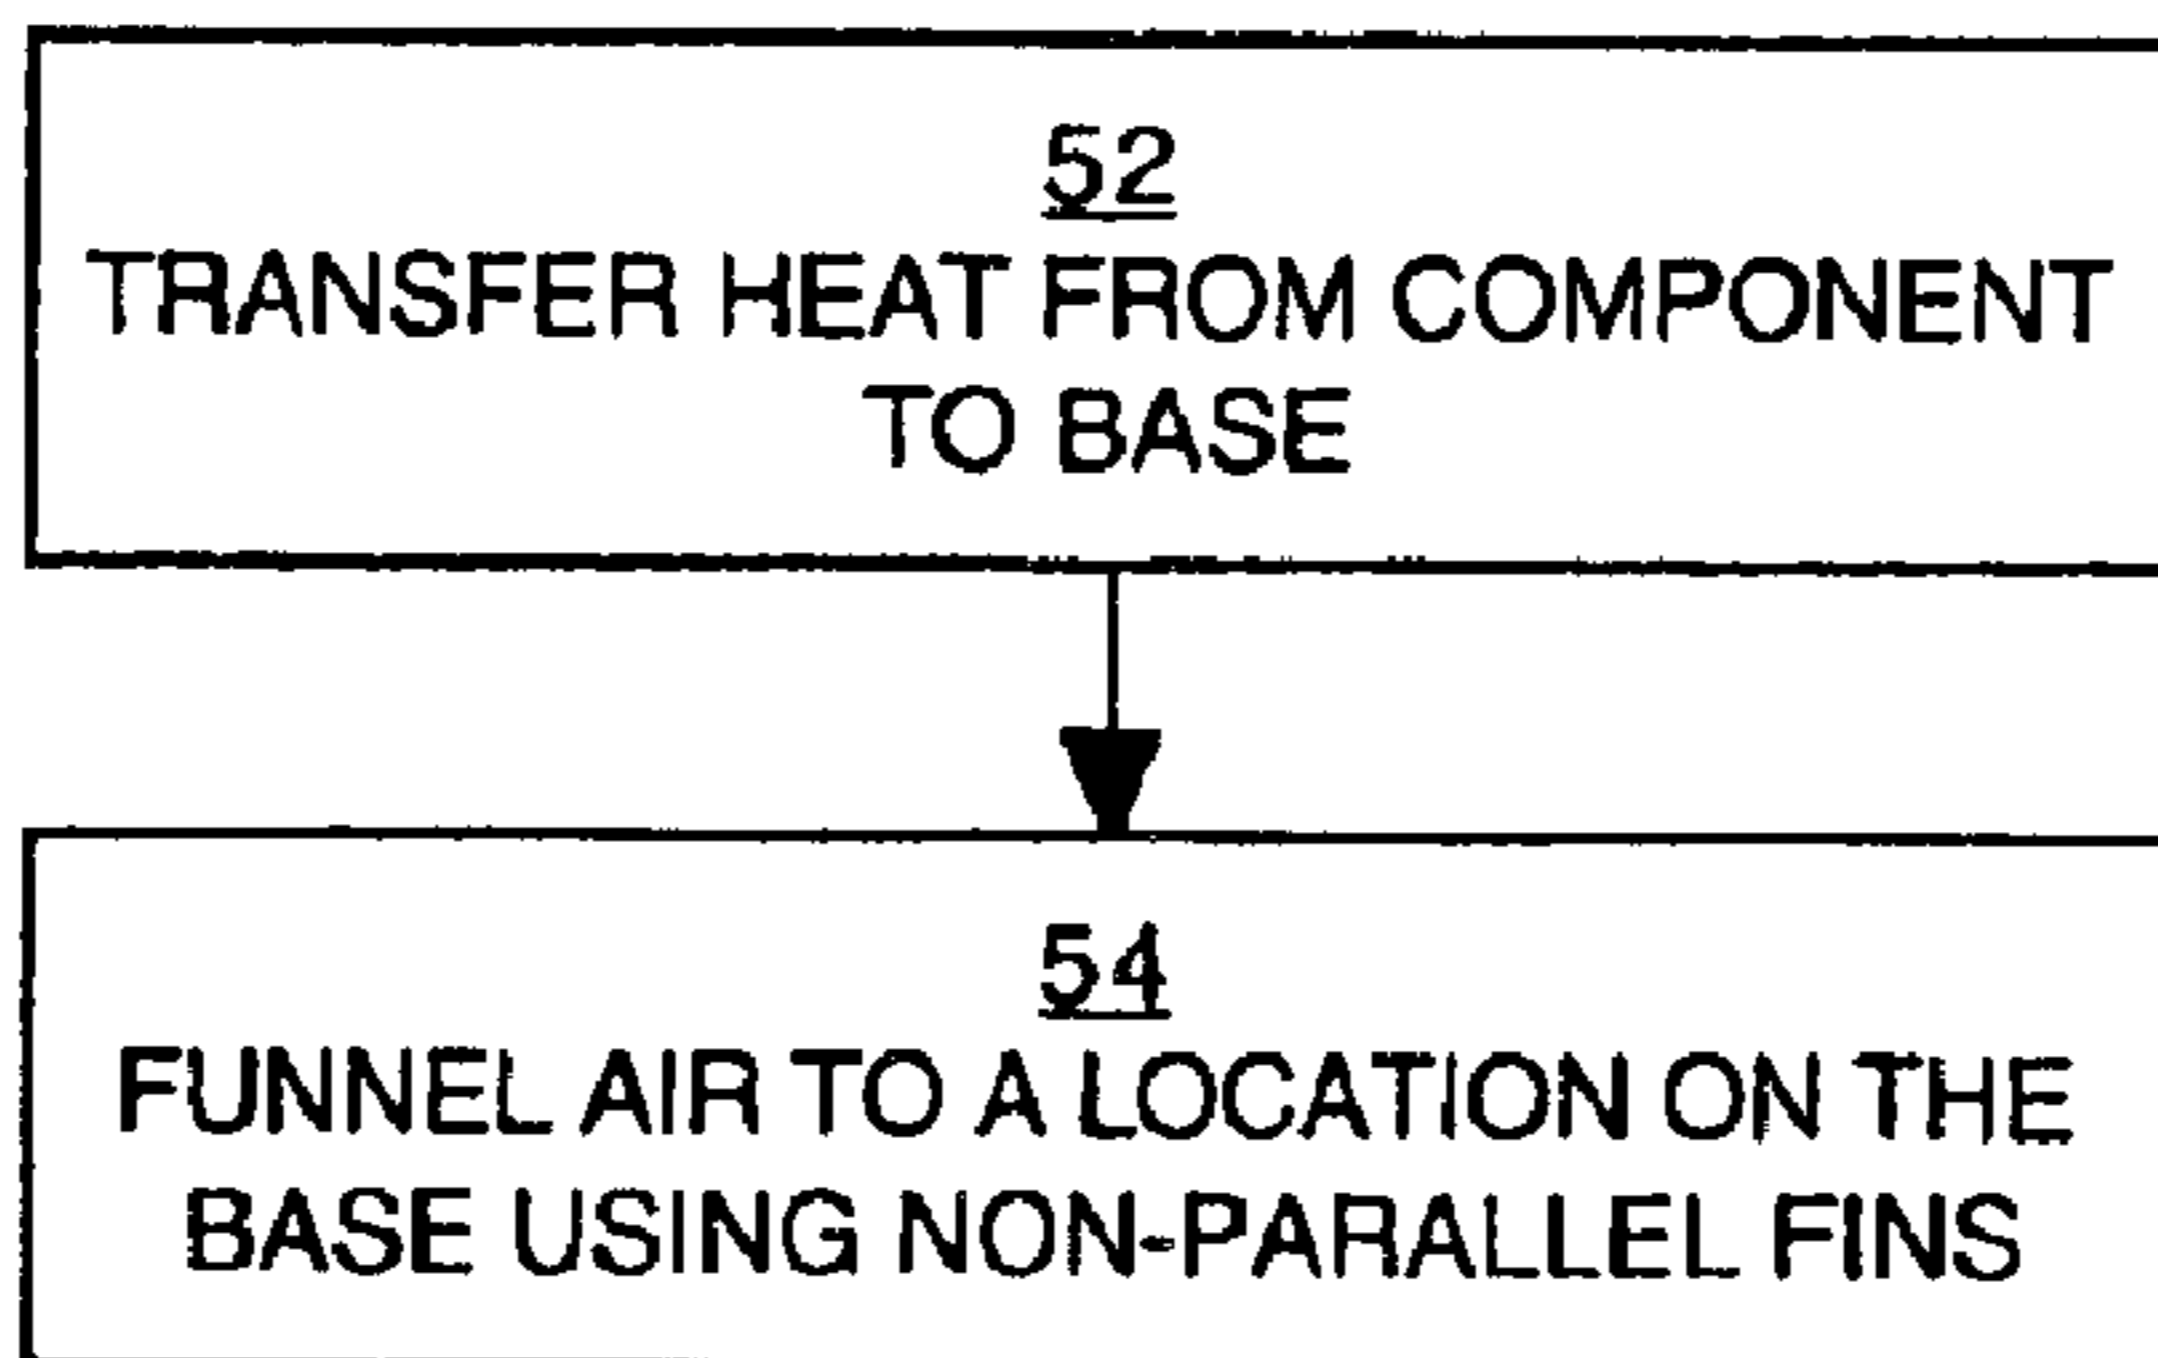 52
TRANSFER HEAT FROM COMPONENT
TO BASE
54
FUNNEL AIR TO A LOCATION ON THE
BASE USING NON-PARALLEL FINS